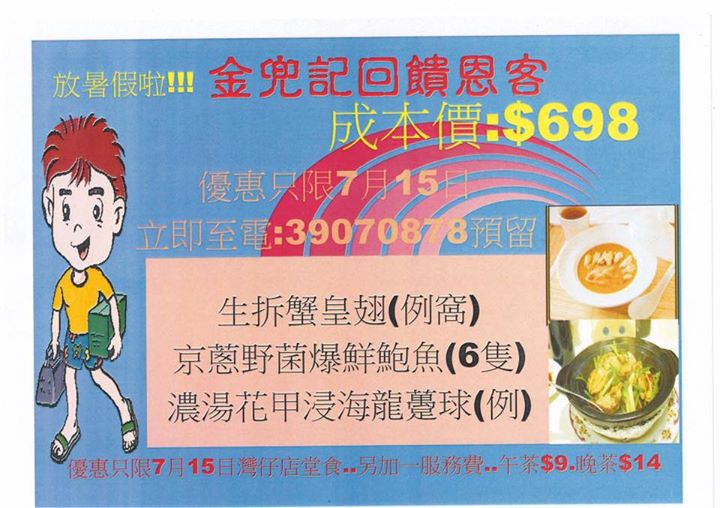 放暑假啦!!! 金兜記回饋恩客
成本價:$698
優惠只限7月15日
立即至電:39070878預留
生拆蟹皇翅(例窩)
京蔥野菌爆鮮鮑魚(6隻)
濃湯花甲浸海龍躉球(例)
優惠只限7月15日灣仔店堂食..另加一服務費..午茶$9.晚茶$14